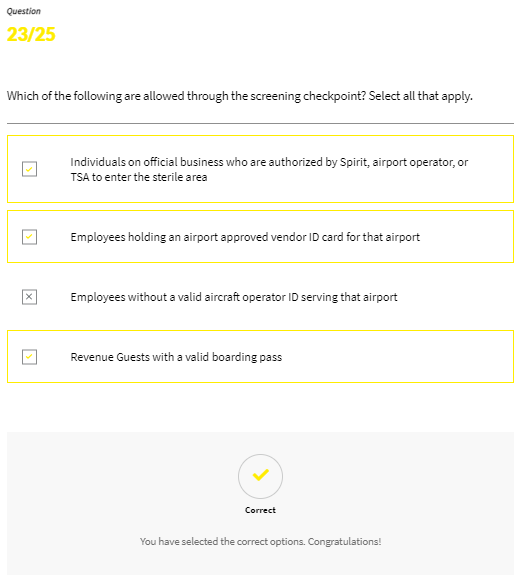 Question
23/25
Which of the following are allowed through the screening checkpoint? Select all that apply.
Individuals on official business who are authorized by Spirit, airport operator, or
TSA to enter the sterile area
Employees holding an airport approved vendor ID card for that airport
Employees without a valid aircraft operator ID serving that airport
Revenue Guests with a valid boarding pass
Correct
You have selected the correct options. Congratulations!